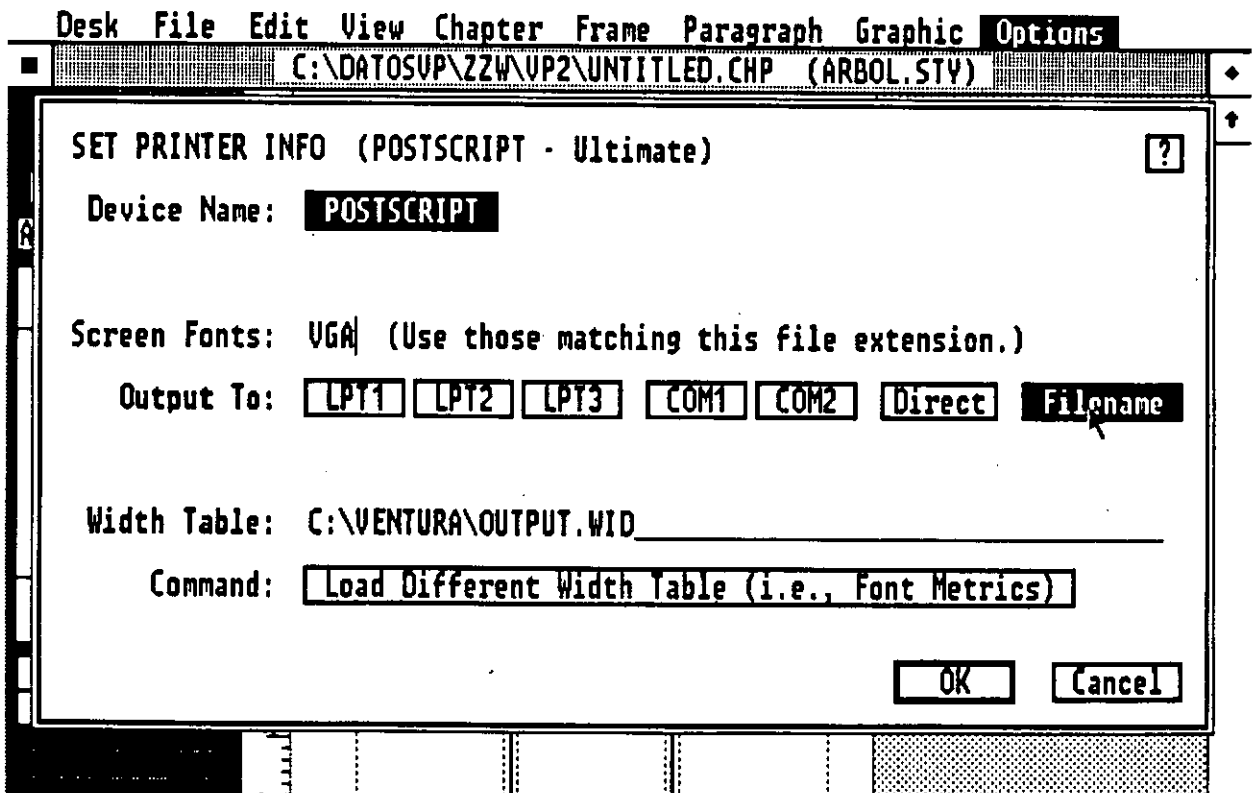 Desk File Edit View Chapter Frame Paragraph Graphic Options
C:\DATOSVP\ZZW\VP2\UNTITLED.CHP (ARBOL.STY)
SET PRINTER INFO (POSTSCRIPT - Ultimate) ?
Device Name: POSTSCRIPT
A
Screen Fonts: VGA (Use those matching this file extension.)
Output To: LPT1 LPT2 LPT3 COM1 COM2 Direct Filename
Width Table: C:\VENTURA\OUTPUT.WID
Command: Load Different Width Table (i.e., Font Metrics)
OK Cancel